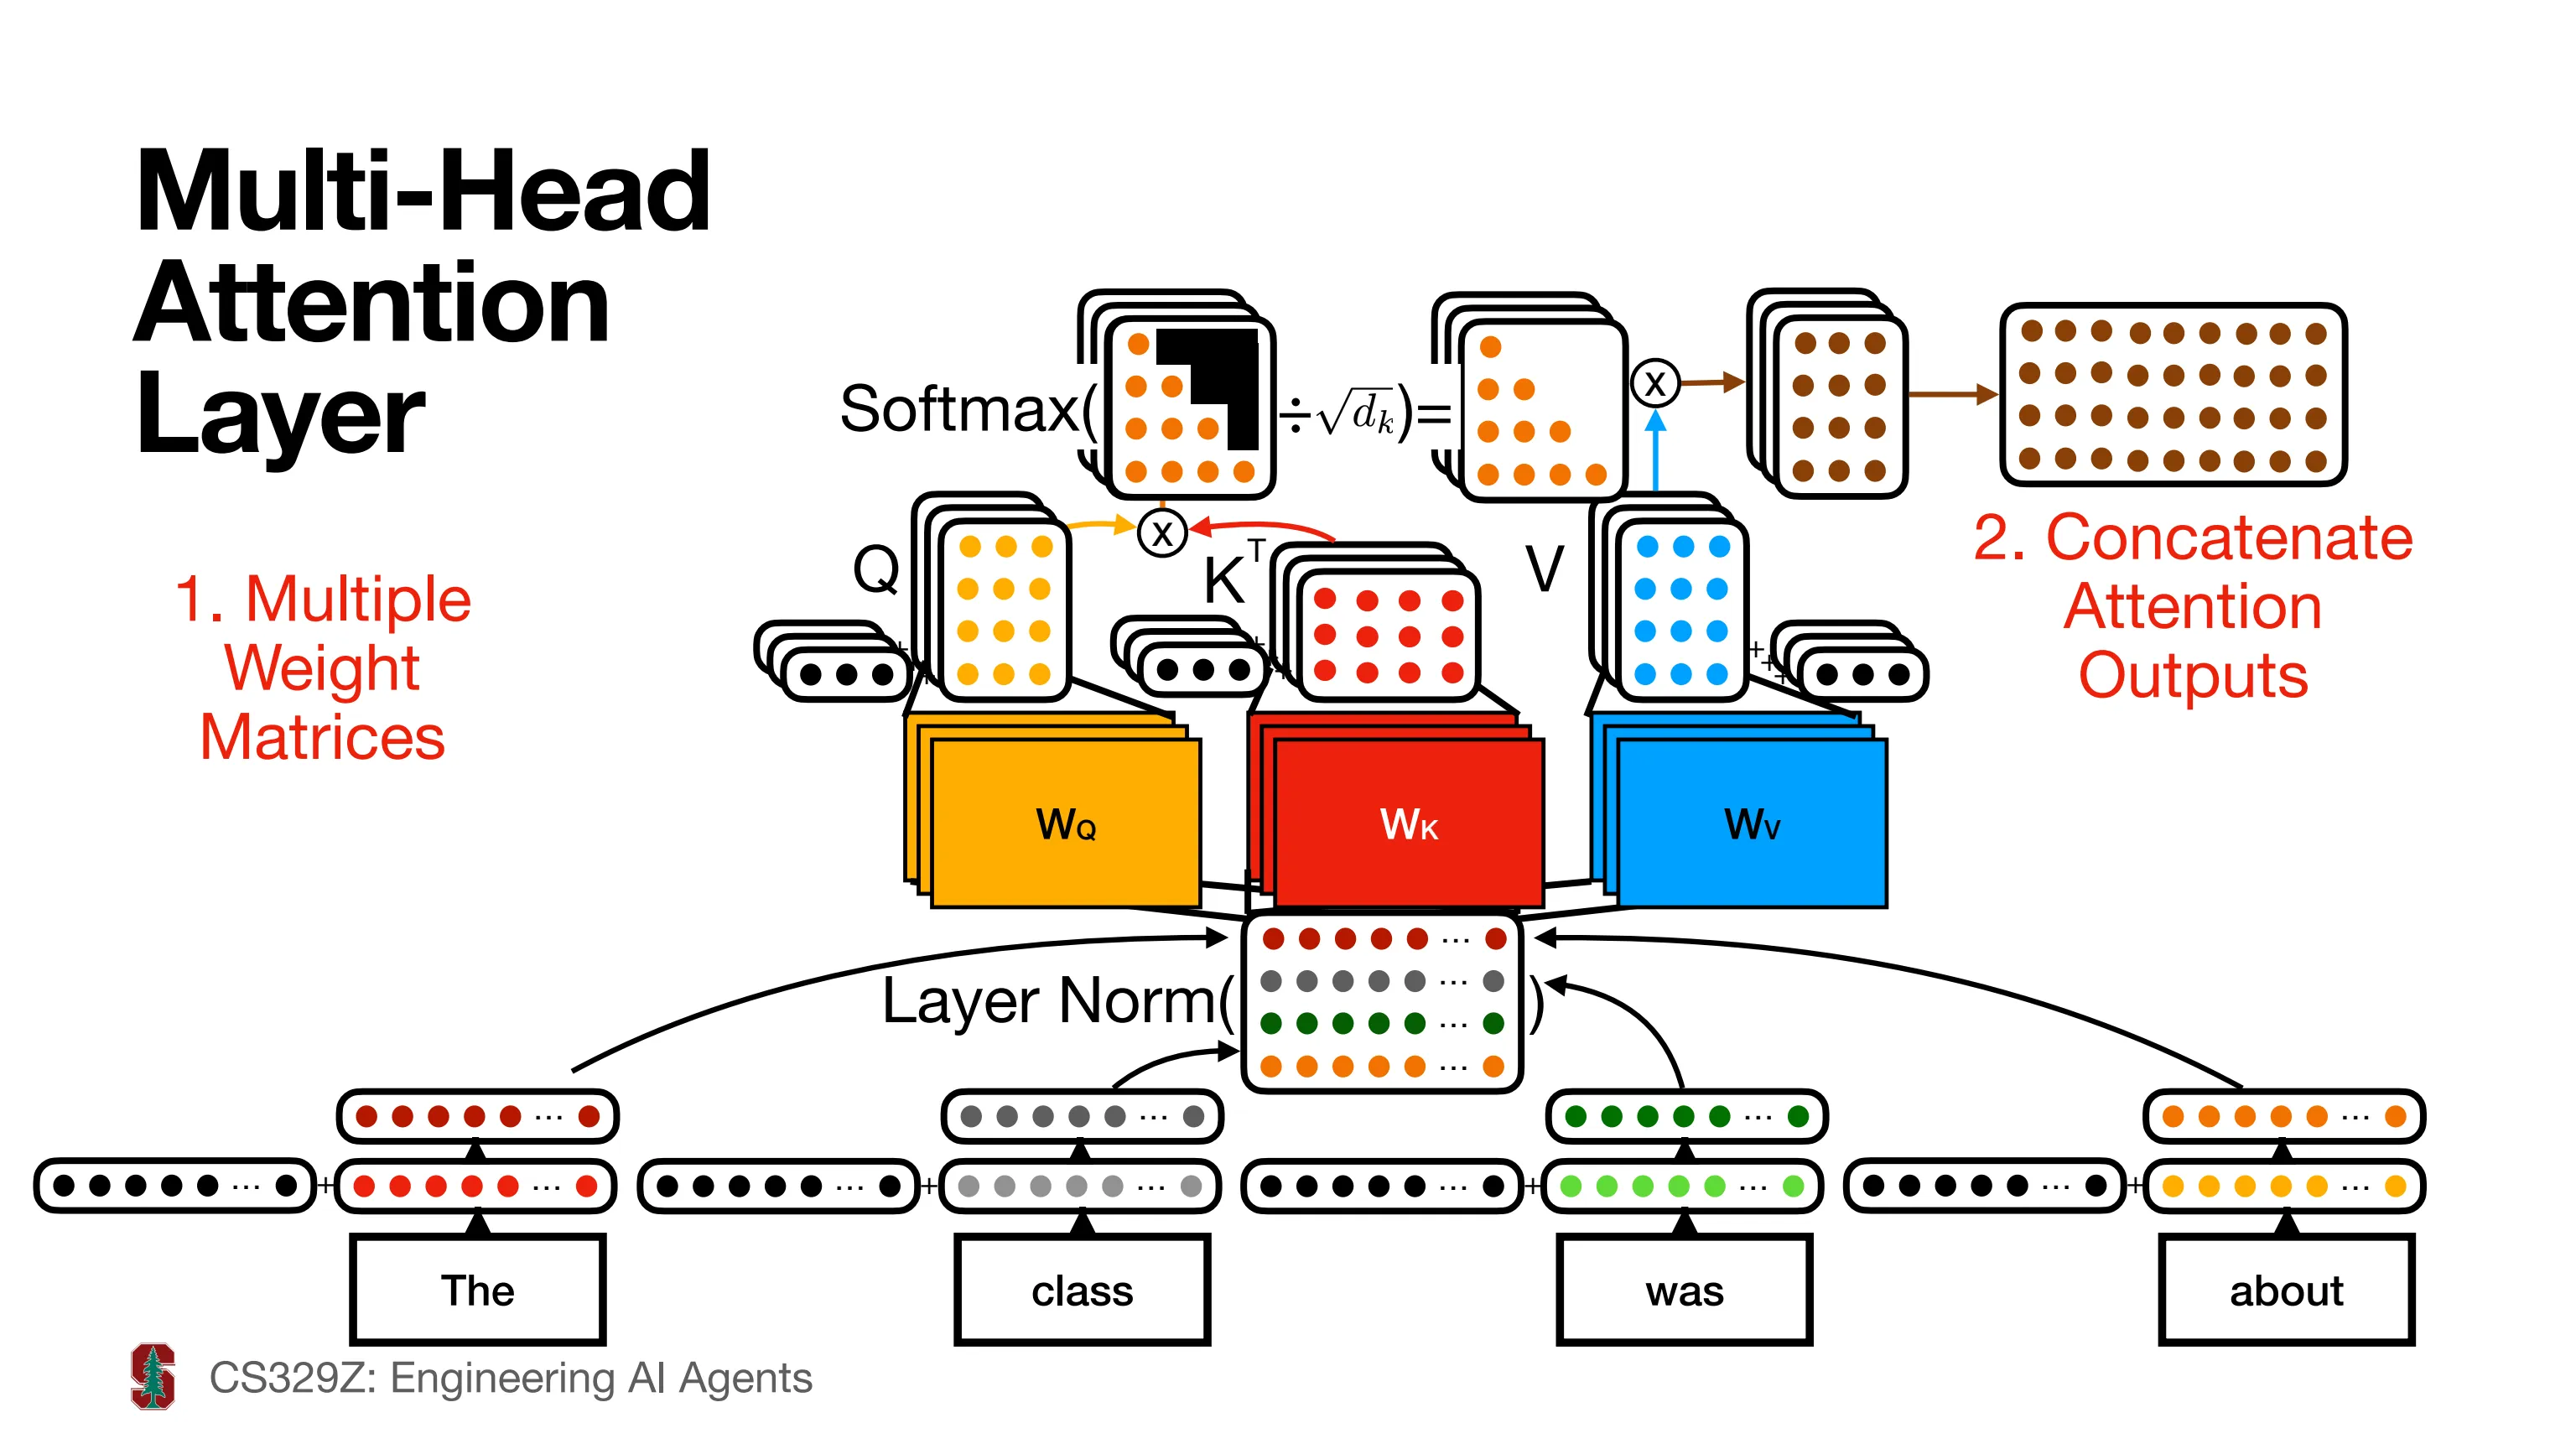 Multi-Head
Attention
Layer
1. Multiple
Weight
Matrices
Softmax(
÷√dk)=
x
x
Q
K^T
V
2. Concatenate
Attention
Outputs
+
+
+
+
+
+
+
WQ
WK
WV
Layer Norm(
)
...
...
...
...
... ... ... ...
... + ... ... + ... ... + ... ... + ...
The class was about
CS329Z: Engineering AI Agents